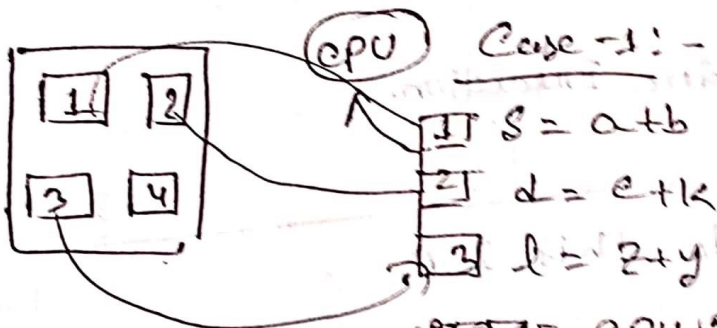 CPU Case-1:-
1 2
1 S = a+b
2 d = e+k
3 4
3 l = z+y